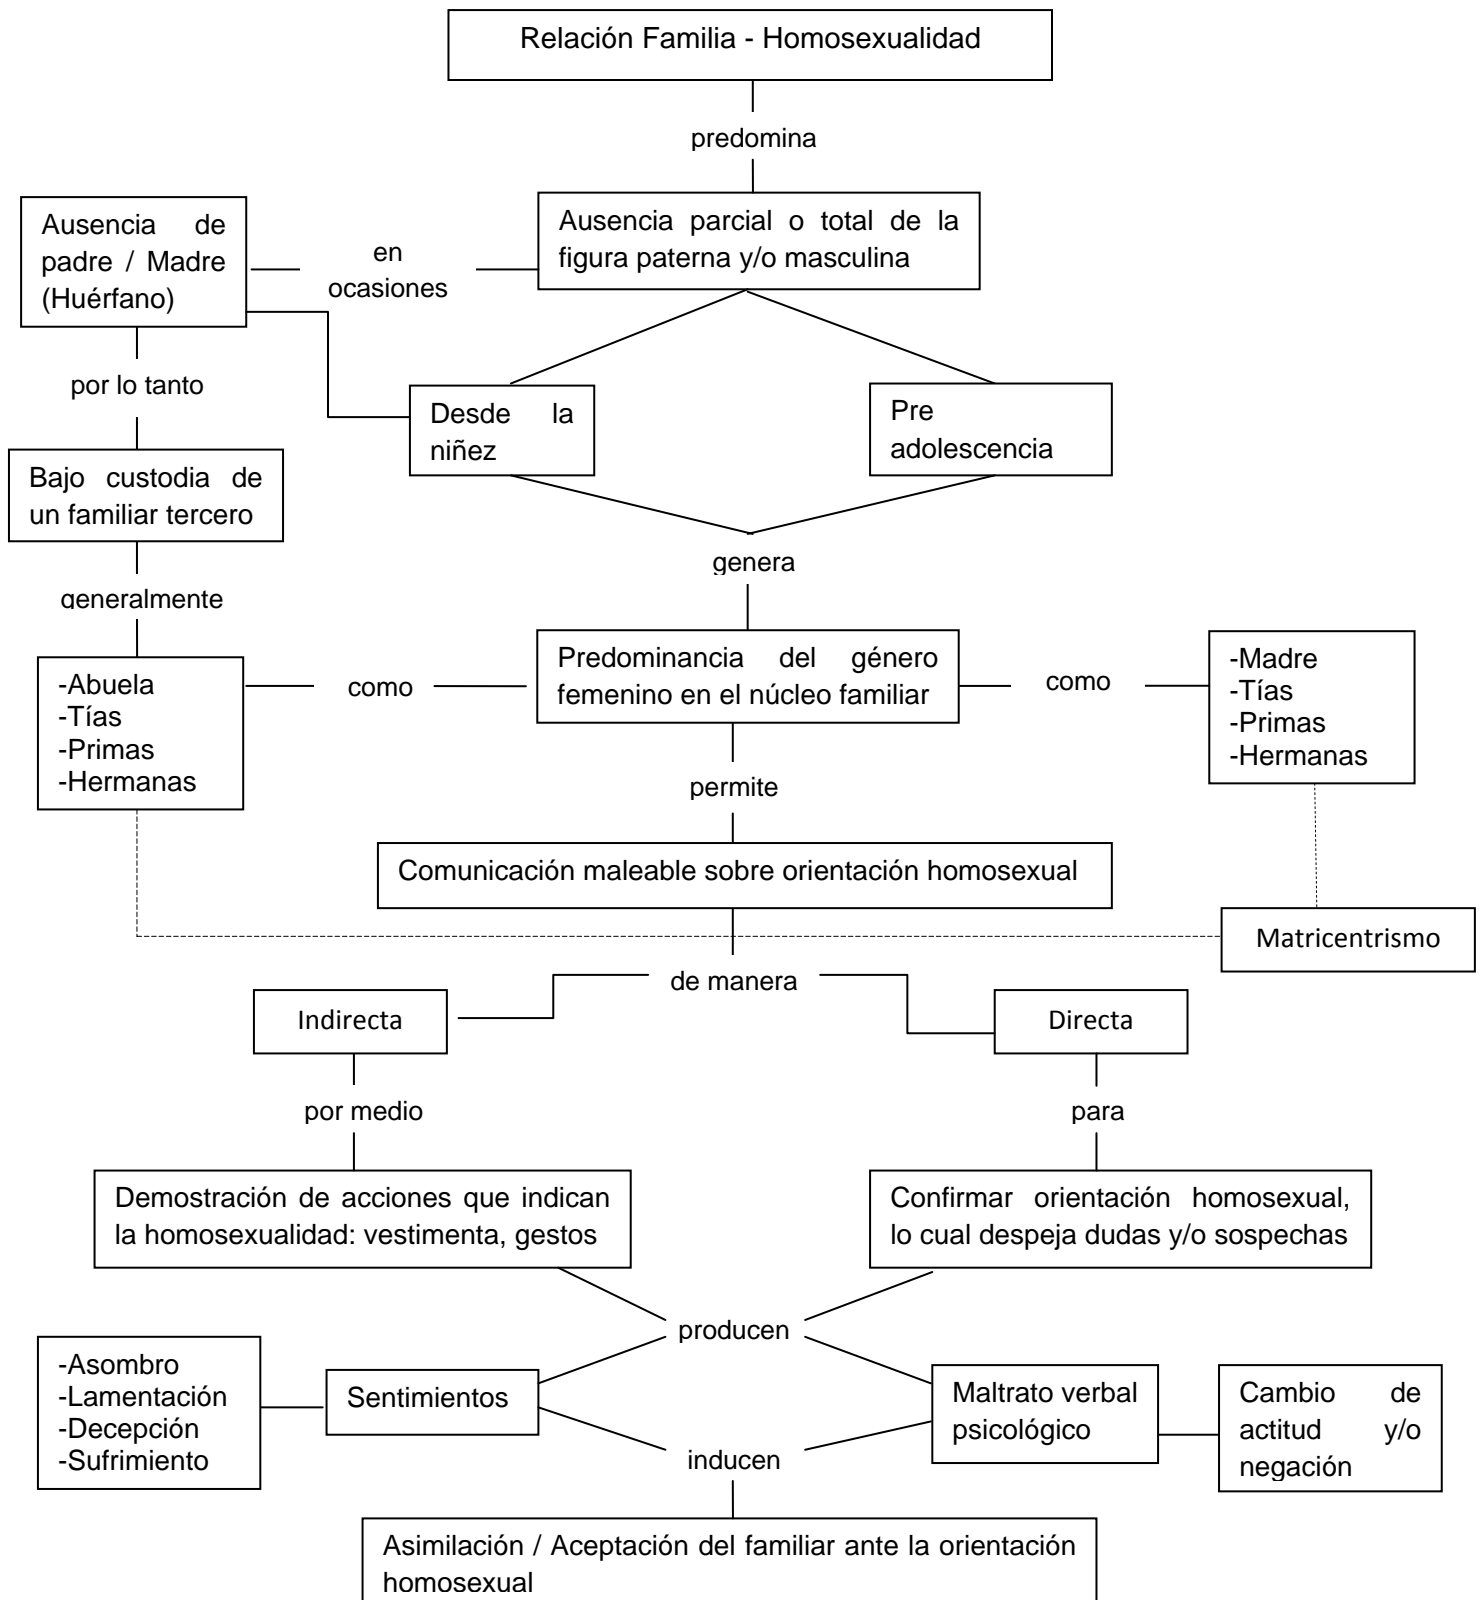 Relación Familia - Homosexualidad
predomina
Ausencia de
padre / Madre
(Huérfano)
en
ocasiones
Ausencia parcial o total de la
figura paterna y/o masculina
por lo tanto
Desde la
niñez
Pre
adolescencia
Bajo custodia de
un familiar tercero
genera
generalmente
-Abuela
-Tías
-Primas
-Hermanas
como
Predominancia del género
femenino en el núcleo familiar
como
-Madre
-Tías
-Primas
-Hermanas
permite
Comunicación maleable sobre orientación homosexual
Matricentrismo
de manera
Indirecta
Directa
por medio
para
Demostración de acciones que indican
la homosexualidad: vestimenta, gestos
Confirmar orientación homosexual,
lo cual despeja dudas y/o sospechas
producen
-Asombro
-Lamentación
-Decepción
-Sufrimiento
Sentimientos
Maltrato verbal
psicológico
Cambio de
actitud y/o
negación
inducen
Asimilación / Aceptación del familiar ante la orientación
homosexual